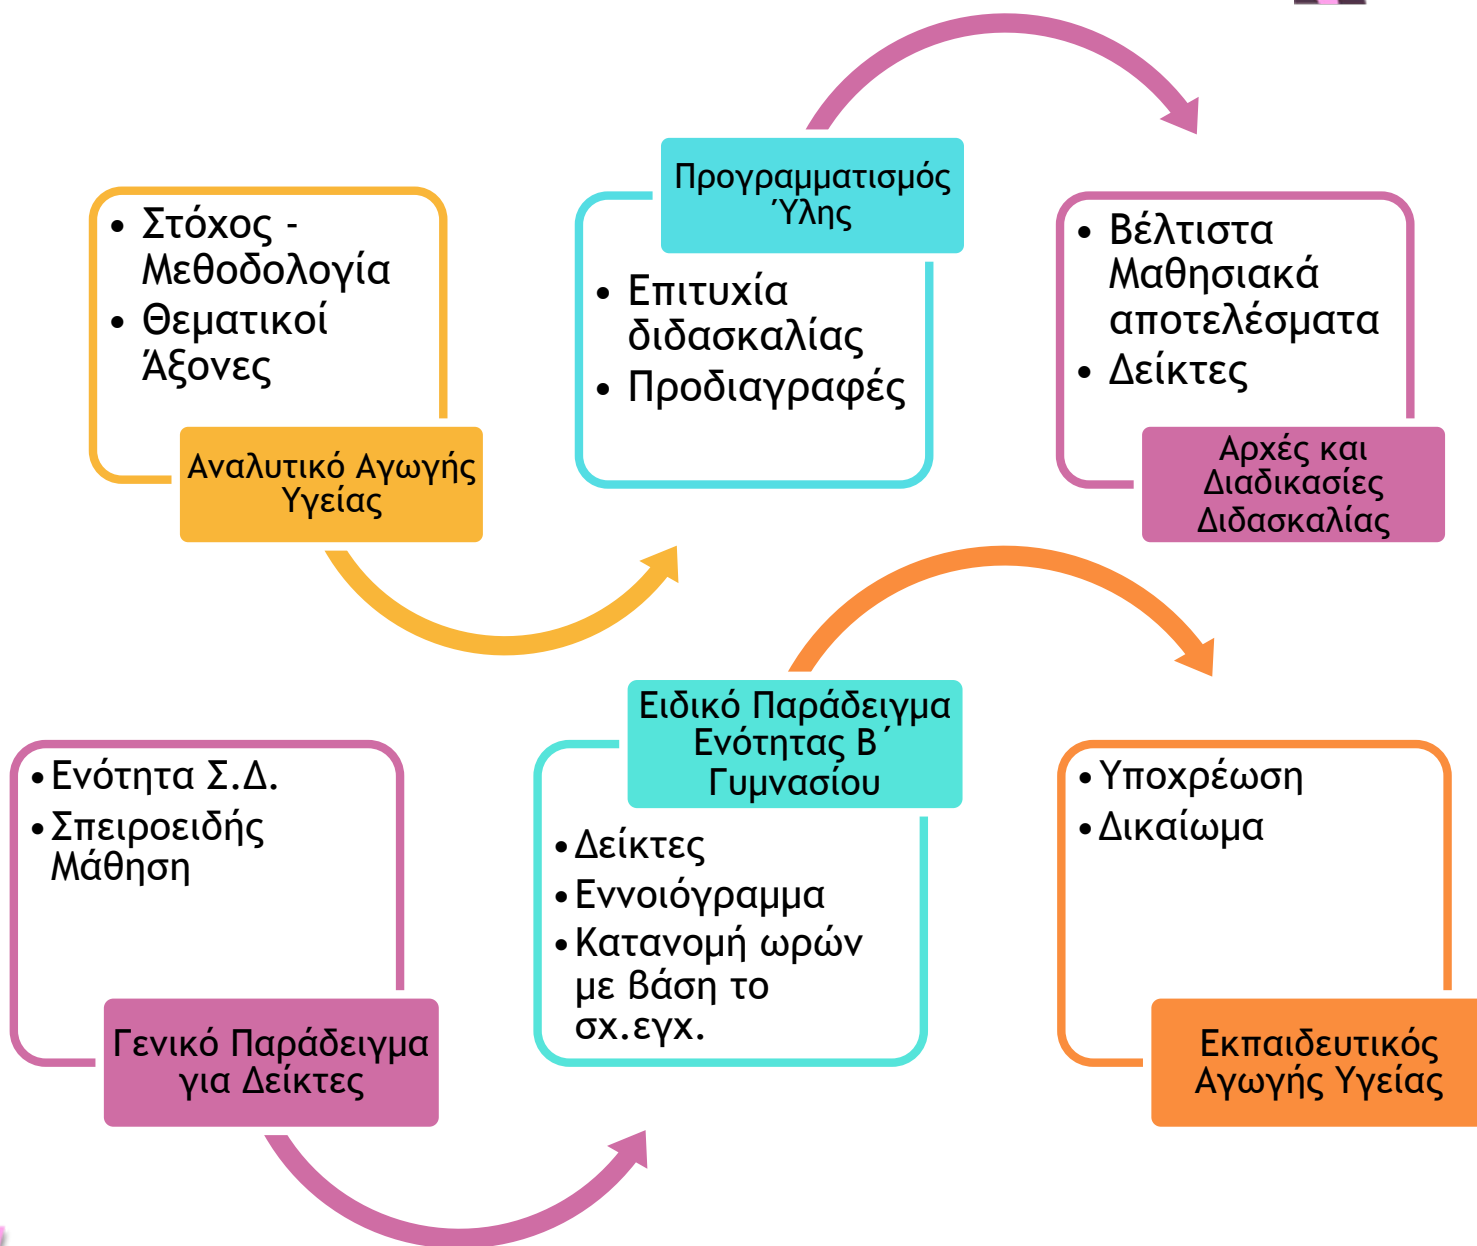 • Στόχος -
Μεθοδολογία
• Θεματικοί
Άξονες
Αναλυτικό Αγωγής
Υγείας
Προγραμματισμός
Ύλης
• Επιτυχία
διδασκαλίας
• Προδιαγραφές
• Βέλτιστα
Μαθησιακά
αποτελέσματα
• Δείκτες
Αρχές και
Διαδικασίες
Διδασκαλίας
• Ενότητα Σ.Δ.
• Σπειροειδής
Μάθηση
Γενικό Παράδειγμα
για Δείκτες
Ειδικό Παράδειγμα
Ενότητας Β΄
Γυμνασίου
• Δείκτες
• Εννοιόγραμμα
• Κατανομή ωρών
με βάση το
σχ.εγχ.
• Υποχρέωση
• Δικαίωμα
Εκπαιδευτικός
Αγωγής Υγείας